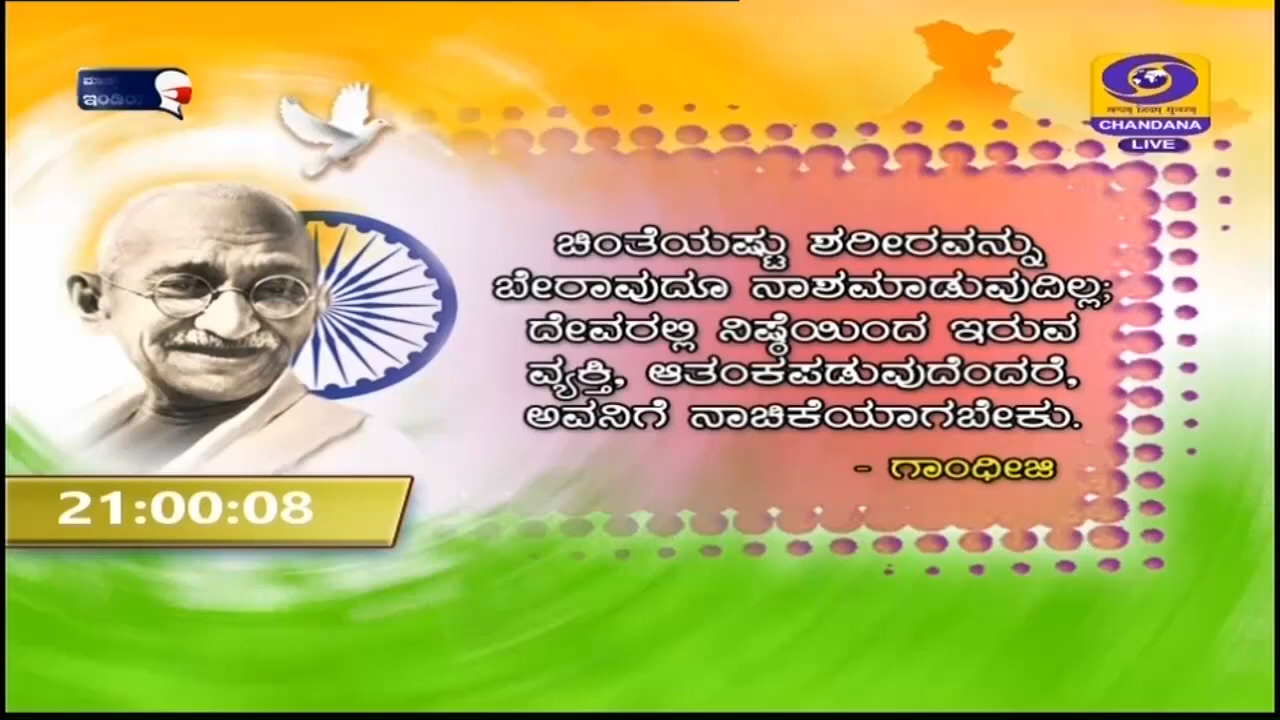 ಇಂಡಿಯ
CHANDANA
LIVE
ಚಿಂತೆಯಷ್ಟು ಶರೀರವನ್ನು
ಬೇರಾವುದೂ ನಾಶಮಾಡುವುದಿಲ್ಲ;
ದೇವರಲ್ಲಿ ನಿಷ್ಠೆಯಿಂದ ಇರುವ
ವ್ಯಕ್ತಿ, ಆತಂಕಪಡುವುದೆಂದರೆ,
ಅವನಿಗೆ ನಾಚಿಕೆಯಾಗಬೇಕು.
- ಗಾಂಧೀಜಿ
21:00:08